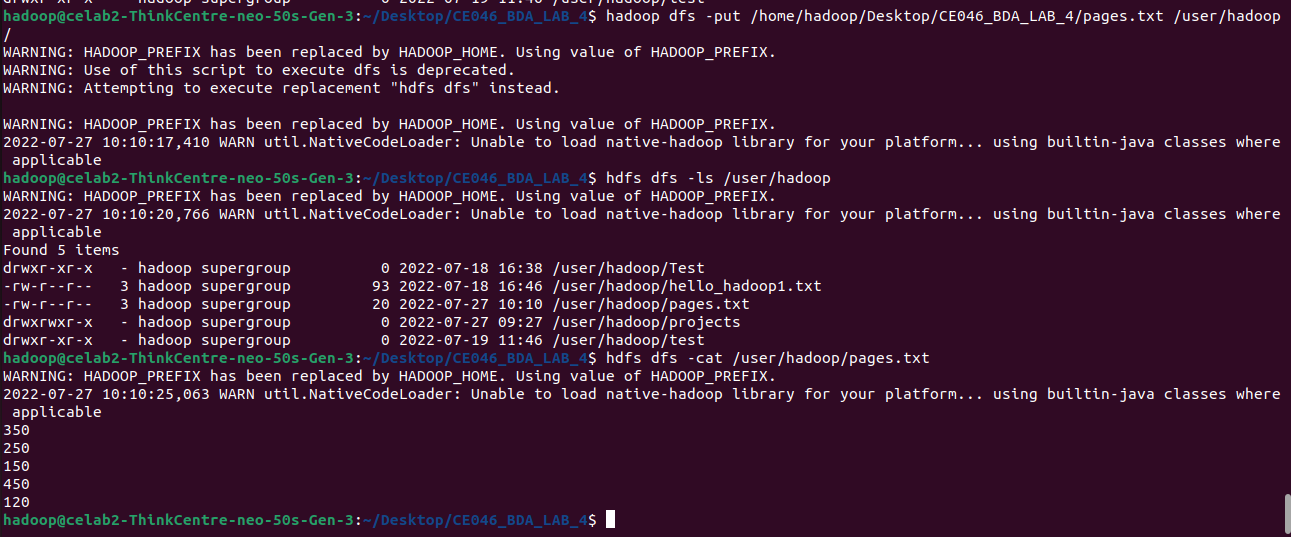 drwxr-xr-x   - hadoop supergroup          0 2022-07-19 11:46 /user/hadoop/test
hadoop@celab2-ThinkCentre-neo-50s-Gen-3:~/Desktop/CE046_BDA_LAB_4$ hadoop dfs -put /home/hadoop/Desktop/CE046_BDA_LAB_4/pages.txt /user/hadoop
/
WARNING: HADOOP_PREFIX has been replaced by HADOOP_HOME. Using value of HADOOP_PREFIX.
WARNING: Use of this script to execute dfs is deprecated.
WARNING: Attempting to execute replacement "hdfs dfs" instead.

WARNING: HADOOP_PREFIX has been replaced by HADOOP_HOME. Using value of HADOOP_PREFIX.
2022-07-27 10:10:17,410 WARN util.NativeCodeLoader: Unable to load native-hadoop library for your platform... using builtin-java classes where
 applicable
hadoop@celab2-ThinkCentre-neo-50s-Gen-3:~/Desktop/CE046_BDA_LAB_4$ hdfs dfs -ls /user/hadoop
WARNING: HADOOP_PREFIX has been replaced by HADOOP_HOME. Using value of HADOOP_PREFIX.
2022-07-27 10:10:20,766 WARN util.NativeCodeLoader: Unable to load native-hadoop library for your platform... using builtin-java classes where
 applicable
Found 5 items
drwxr-xr-x   - hadoop supergroup          0 2022-07-18 16:38 /user/hadoop/Test
-rw-r--r--   3 hadoop supergroup         93 2022-07-18 16:46 /user/hadoop/hello_hadoop1.txt
-rw-r--r--   3 hadoop supergroup         20 2022-07-27 10:10 /user/hadoop/pages.txt
drwxrwxr-x   - hadoop supergroup          0 2022-07-27 09:27 /user/hadoop/projects
drwxrwxr-x   - hadoop supergroup          0 2022-07-19 11:46 /user/hadoop/test
hadoop@celab2-ThinkCentre-neo-50s-Gen-3:~/Desktop/CE046_BDA_LAB_4$ hdfs dfs -cat /user/hadoop/pages.txt
WARNING: HADOOP_PREFIX has been replaced by HADOOP_HOME. Using value of HADOOP_PREFIX.
2022-07-27 10:10:25,063 WARN util.NativeCodeLoader: Unable to load native-hadoop library for your platform... using builtin-java classes where
 applicable
350
250
150
450
120
hadoop@celab2-ThinkCentre-neo-50s-Gen-3:~/Desktop/CE046_BDA_LAB_4$